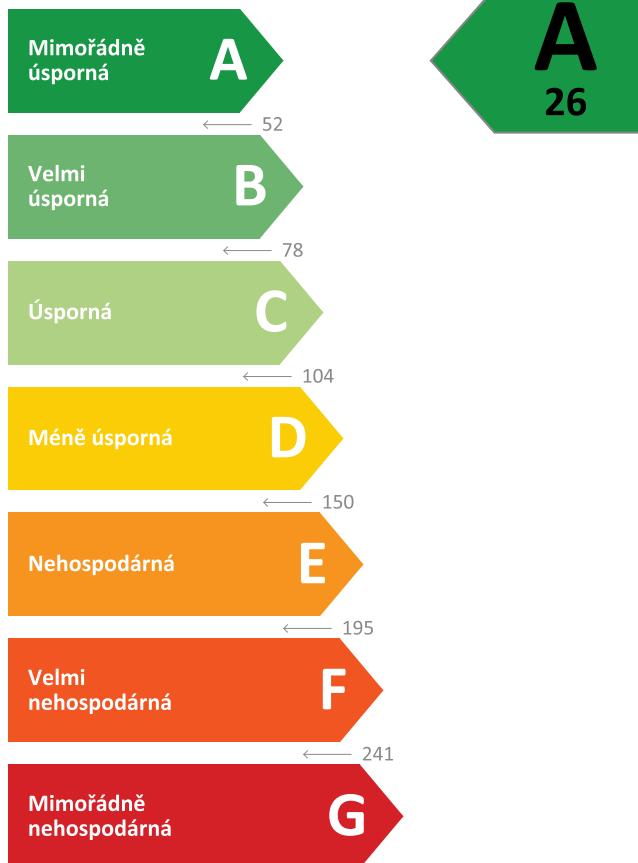 Mimořádně
úsporná
A
A
26
52
Velmi
úsporná
B
78
Úsporná
C
104
Méně úsporná
D
150
Nehospodárná
E
195
Velmi
nehospodárná
F
241
Mimořádně
nehospodárná
G